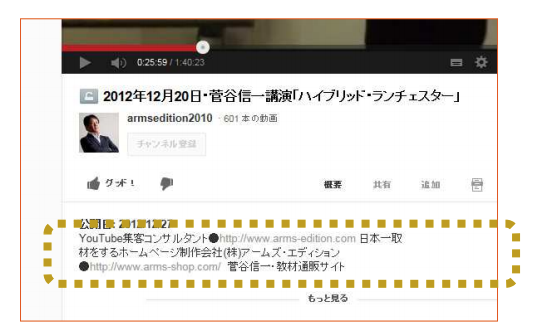 0:25:59 / 1:40:23
2012年12月20日・菅谷信一講演「ハイブリッド・ランチェスター」
armsedition2010 · 601 本の動画
チャンネル登録
グッド！
概要 共有 追加
公開日: 2012/12/27
YouTube集客コンサルタント●http://www.arms-edition.com 日本一取
材をするホームページ制作会社(株)アームズ・エディション
●http://www.arms-shop.com/ 菅谷信一・教材通販サイト
もっと見る